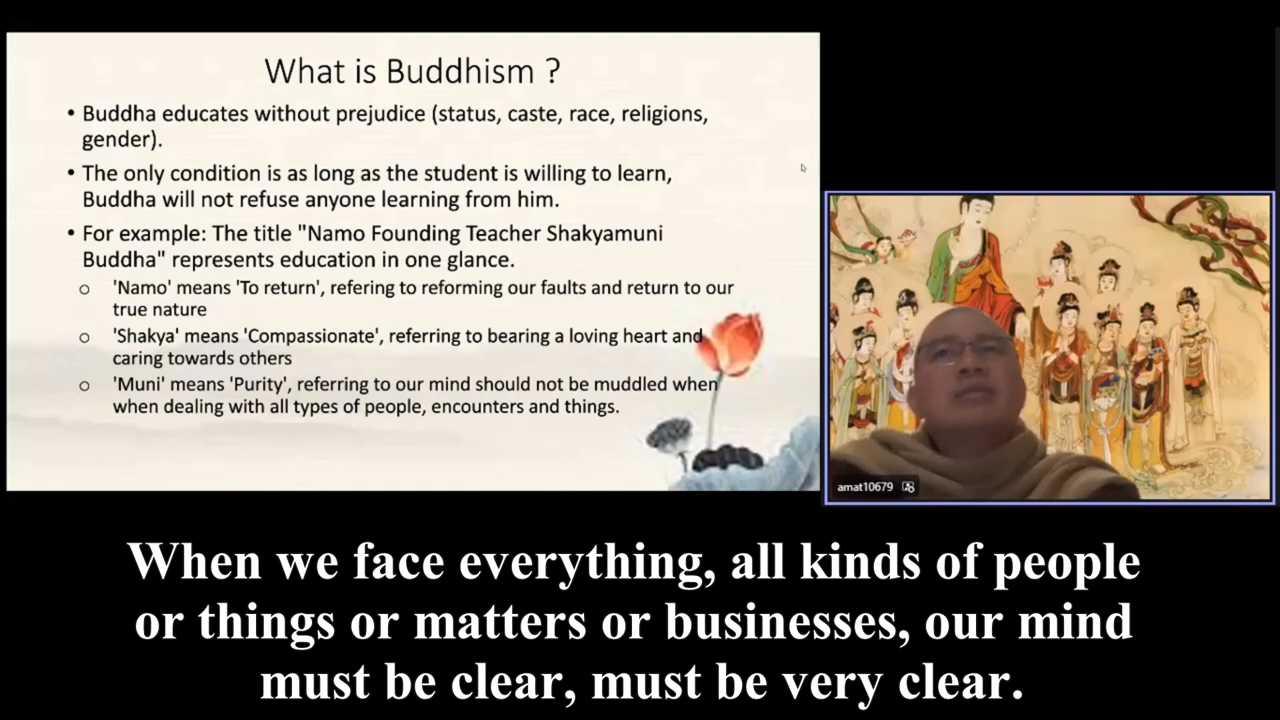 What is Buddhism ?
• Buddha educates without prejudice (status, caste, race, religions,
gender).
• The only condition is as long as the student is willing to learn,
Buddha will not refuse anyone learning from him.
• For example: The title "Namo Founding Teacher Shakyamuni
Buddha" represents education in one glance.
o 'Namo' means 'To return', refering to reforming our faults and return to our
true nature
o 'Shakya' means 'Compassionate', referring to bearing a loving heart and
caring towards others
o 'Muni' means 'Purity', referring to our mind should not be muddled when
when dealing with all types of people, encounters and things.
amat10679
When we face everything, all kinds of people
or things or matters or businesses, our mind
must be clear, must be very clear.